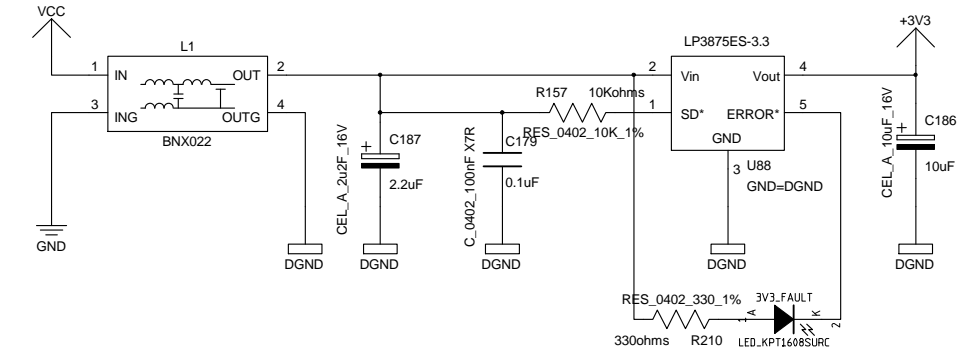 VCC
+3V3
L1
LP3875ES-3.3
1 IN OUT 2
3 ING OUTG 4
BNX022
2 Vin Vout 4
1 SD* ERROR* 5
GND
3 U88
GND=DGND
R157 10Kohms
RES_0402_10K_1%
CEL_A_2u2F_16V
+
C187
2.2uF
C_0402_100nF X7R
C179
0.1uF
CEL_A_10uF_16V
+
C186
10uF
GND
DGND
DGND
DGND
DGND
DGND
RES_0402_330_1%
330ohms R210
3V3_FAULT
1 A K 2
LED_KPT1608SURC